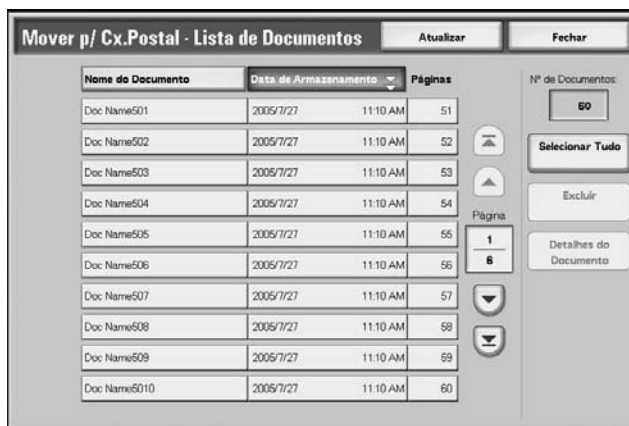 Mover p/ Cx.Postal - Lista de Documentos Atualizar Fechar
Nome do Documento Data de Armazenamento Páginas Nº de Documentos:
60
Doc Name501 2005/7/27 11:10 AM 51
Doc Name502 2005/7/27 11:10 AM 52
Selecionar Tudo
Doc Name503 2005/7/27 11:10 AM 53
Doc Name504 2005/7/27 11:10 AM 54
Excluir
Página
Doc Name505 2005/7/27 11:10 AM 55
1
6
Detalhes do
Documento
Doc Name506 2005/7/27 11:10 AM 56
Doc Name507 2005/7/27 11:10 AM 57
Doc Name508 2005/7/27 11:10 AM 58
Doc Name509 2005/7/27 11:10 AM 59
Doc Name5010 2005/7/27 11:10 AM 60